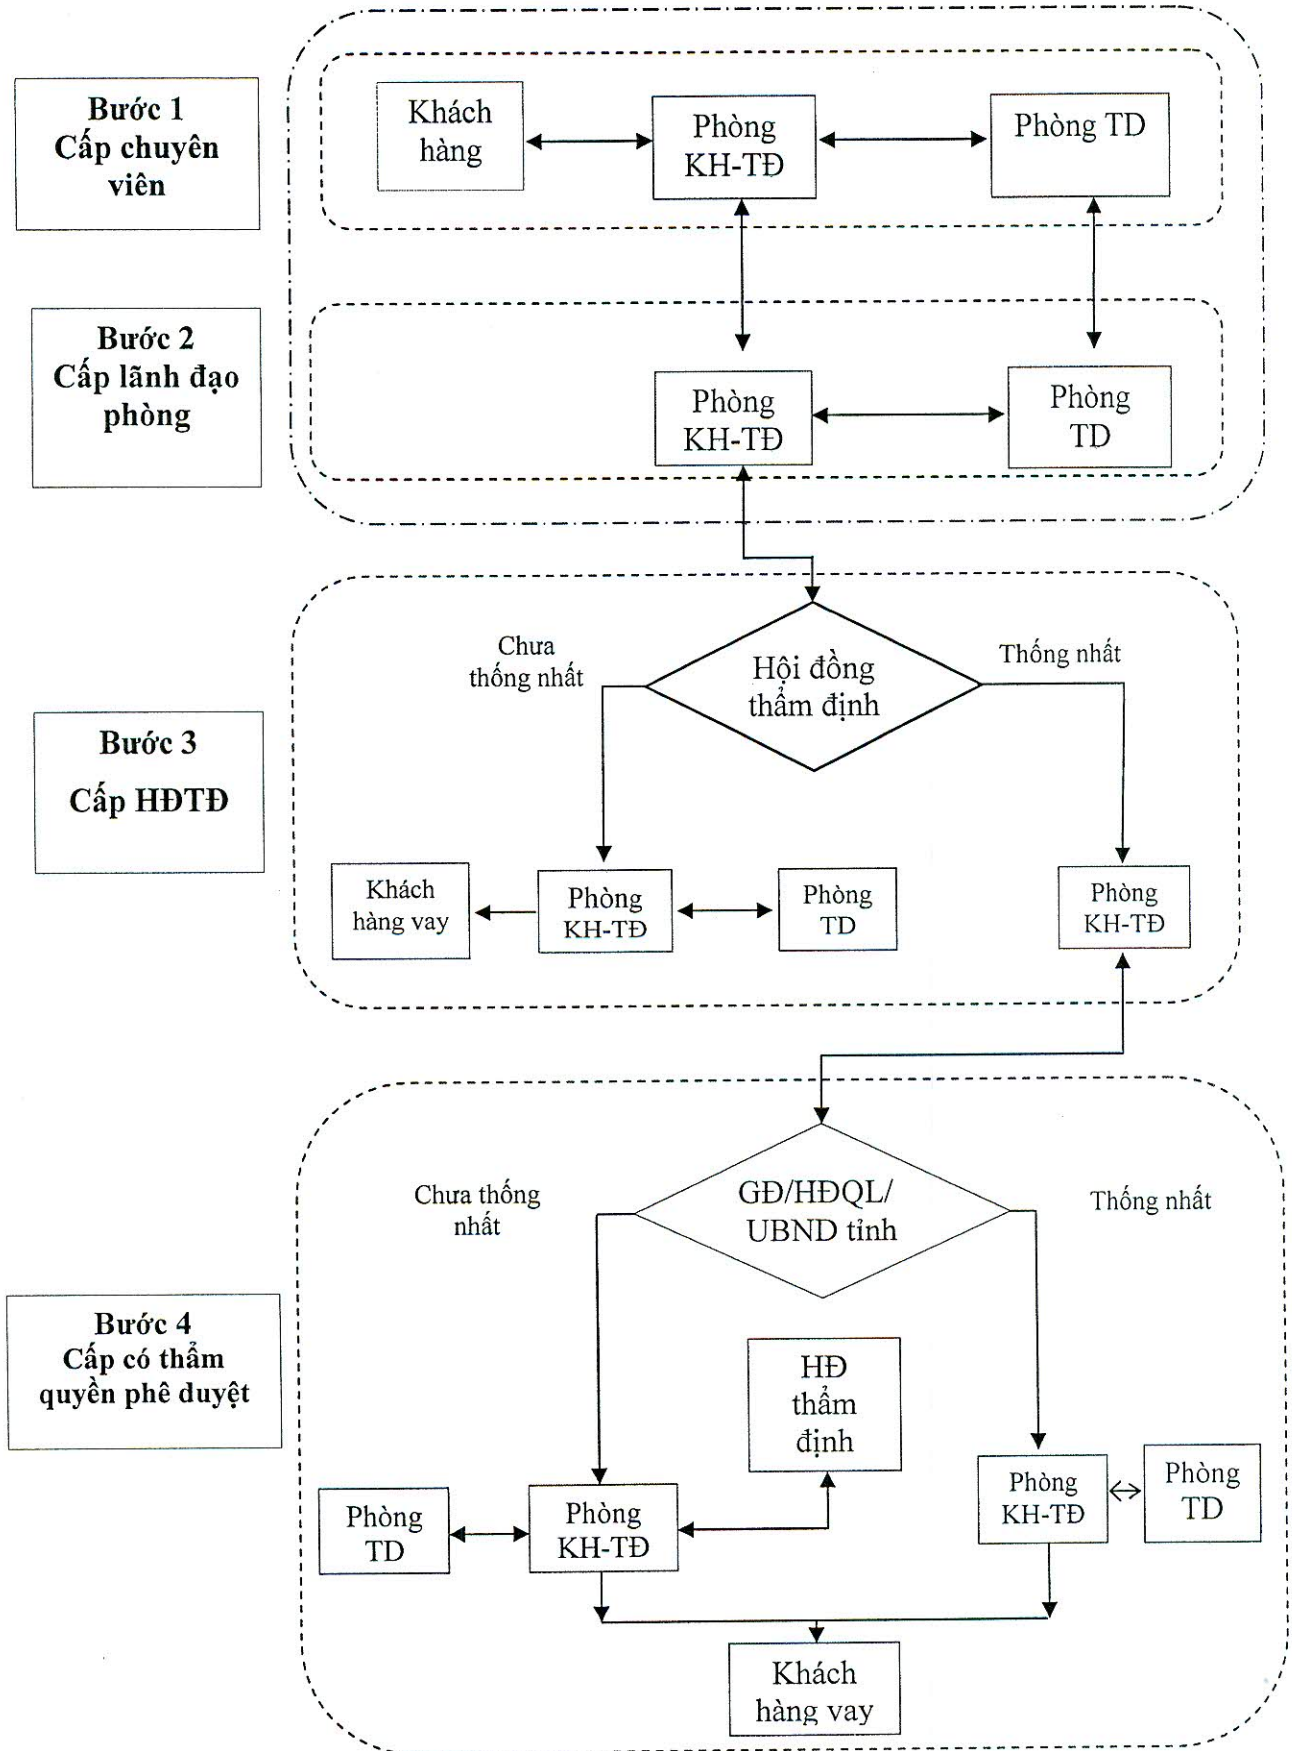 Bước 1
Cấp chuyên
viên
Khách
hàng
Phòng
KH-TĐ
Phòng TD
Bước 2
Cấp lãnh đạo
phòng
Phòng
KH-TĐ
Phòng
TD
Bước 3
Cấp HĐTĐ
Chưa
thống nhất
Hội đồng
thẩm định
Thống nhất
Khách
hàng vay
Phòng
KH-TĐ
Phòng
TD
Phòng
KH-TĐ
Bước 4
Cấp có thẩm
quyền phê duyệt
Chưa thống
nhất
GĐ/HĐQL/
UBND tỉnh
Thống nhất
HĐ
thẩm
định
Phòng
TD
Phòng
KH-TĐ
Phòng
KH-TĐ
Phòng
TD
Khách
hàng vay